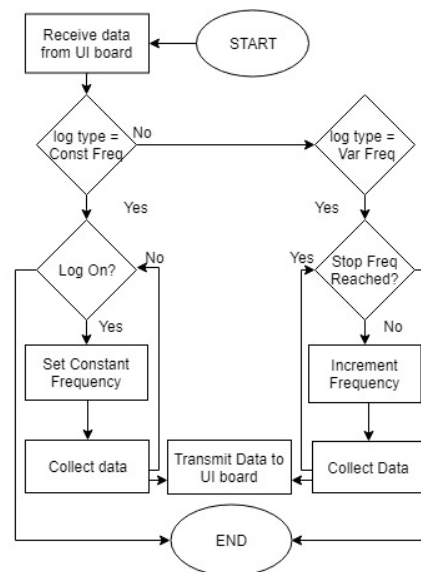 Receive data
from UI board
START
log type =
Const Freq
No
log type =
Var Freq
Yes
Yes
Log On?
No
Yes
Stop Freq
Reached?
Yes
No
Set Constant
Frequency
Increment
Frequency
Collect data
Transmit Data to
UI board
Collect Data
END